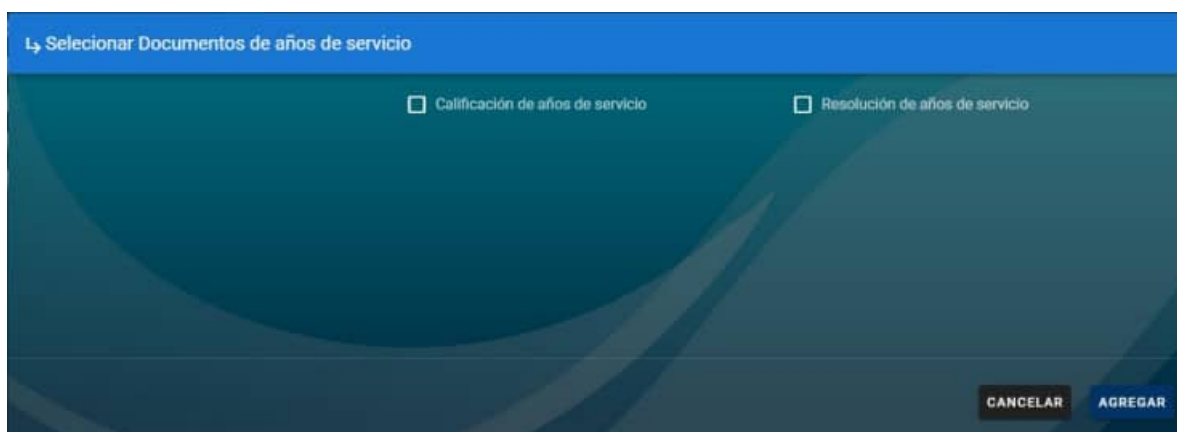 Selecionar Documentos de años de servicio
Calificación de años de servicio
Resolución de años de servicio
CANCELAR
AGREGAR